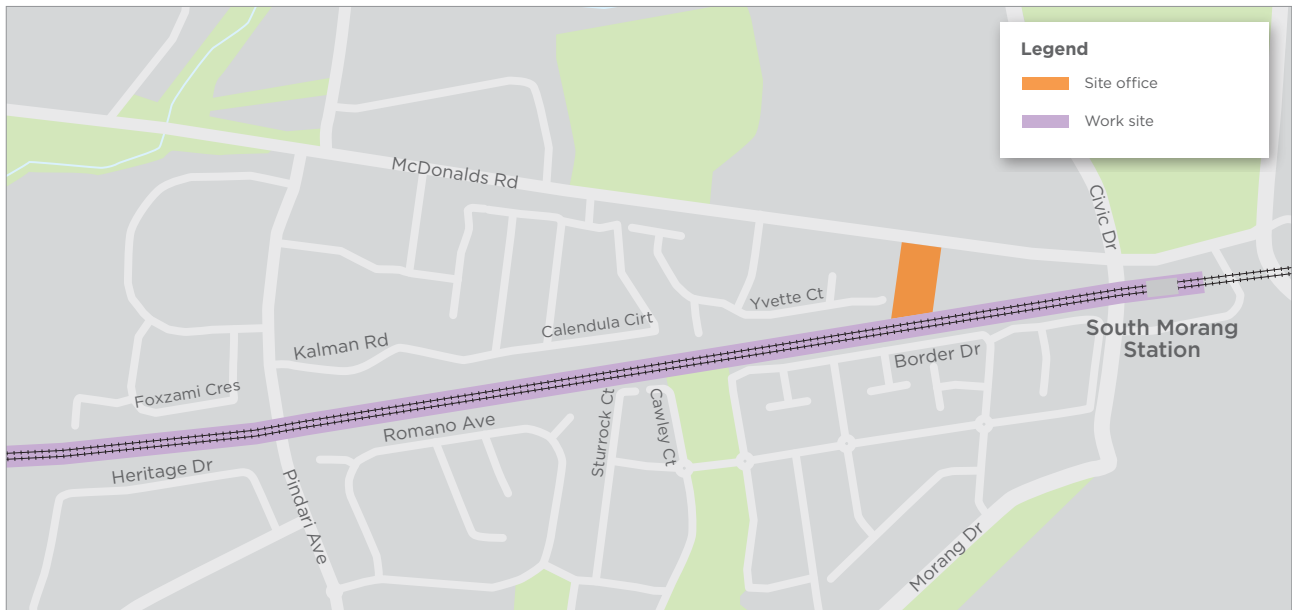 Legend
Site office
Work site
McDonalds Rd
Civic Dr
Yvette Ct
Calendula Cirt
Kalman Rd
South Morang
Station
Border Dr
Foxzami Cres
Romano Ave
Sturrock Ct
Cawley Ct
Heritage Dr
Pindari Ave
Morang Dr